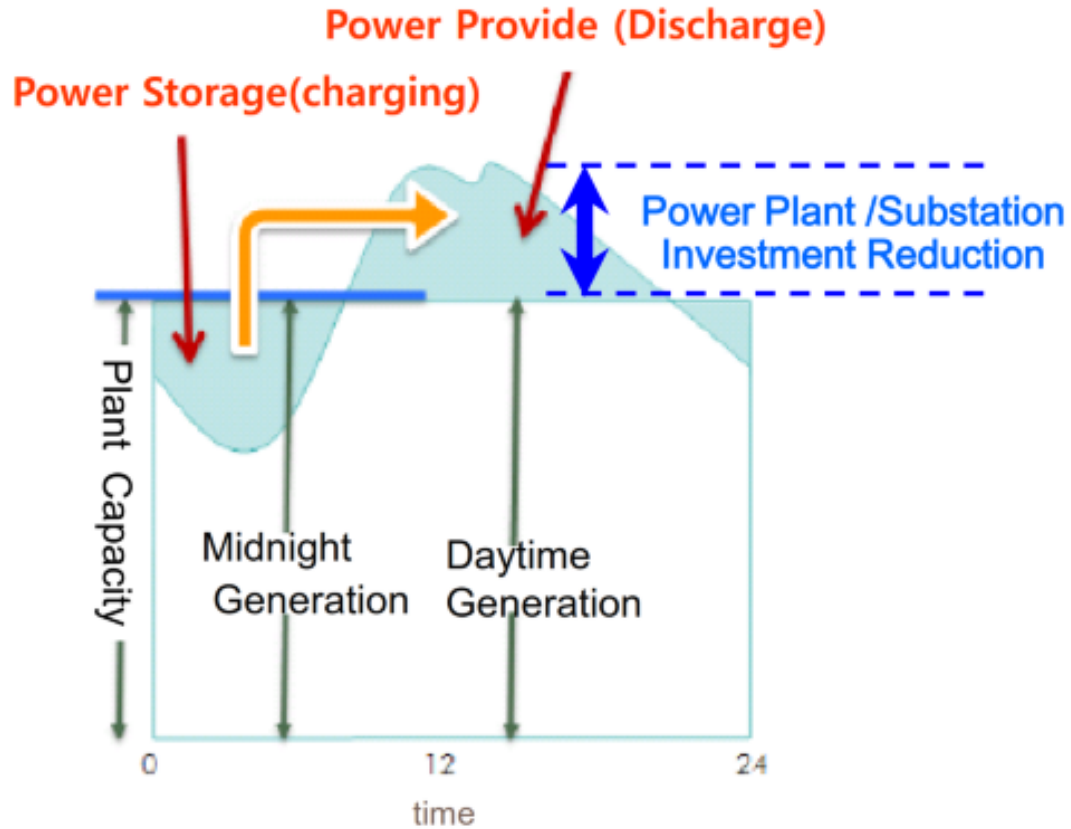 Power Provide (Discharge)
Power Storage(charging)
Power Plant /Substation
Investment Reduction
Plant Capacity
Midnight
Generation
Daytime
Generation
0
12
24
time